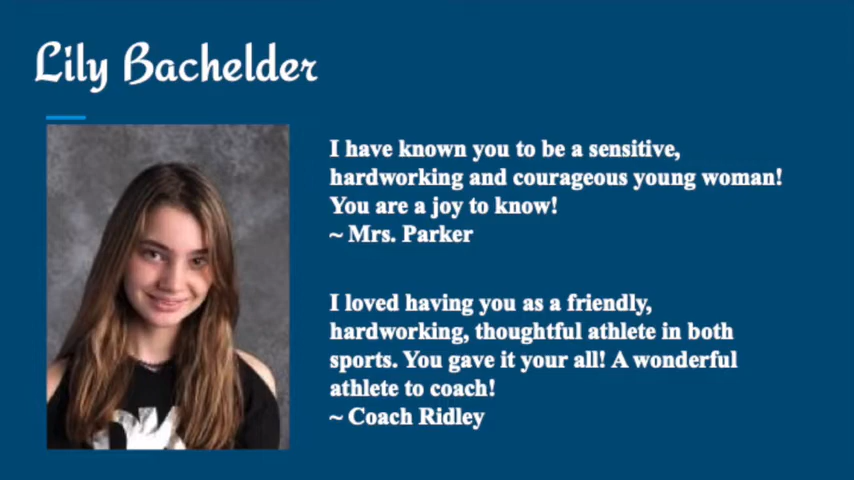 Lily Bachelder
I have known you to be a sensitive,
hardworking and courageous young woman!
You are a joy to know!
~ Mrs. Parker
I loved having you as a friendly,
hardworking, thoughtful athlete in both
sports. You gave it your all! A wonderful
athlete to coach!
~ Coach Ridley